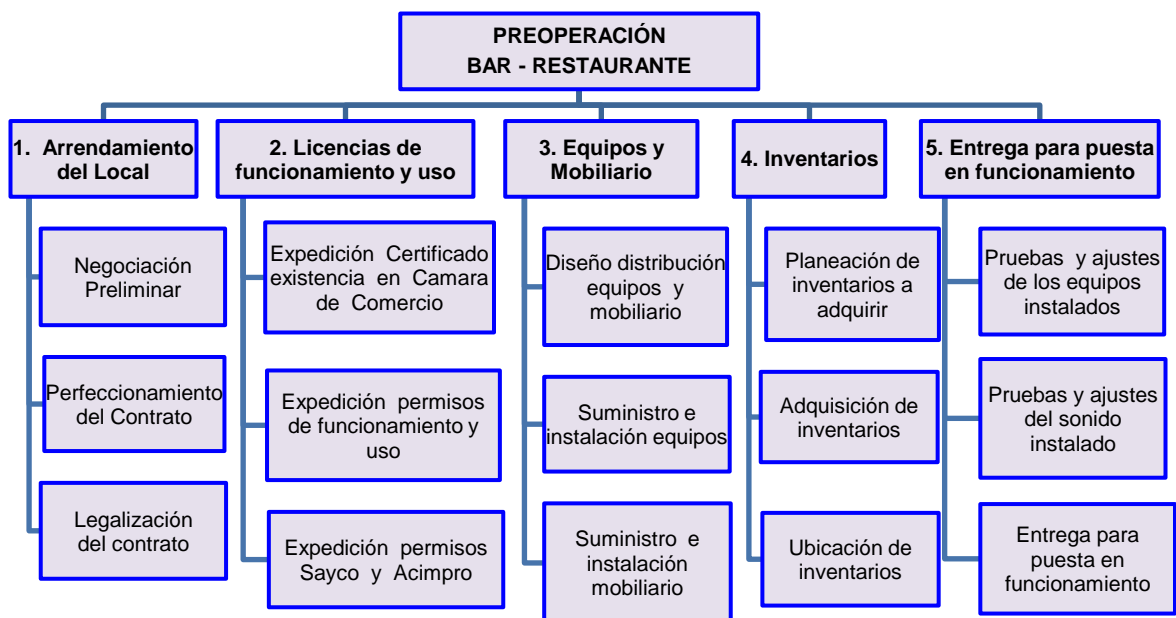 PREOPERACIÓN
BAR - RESTAURANTE
1. Arrendamiento
del Local
2. Licencias de
funcionamiento y uso
3. Equipos y
Mobiliario
4. Inventarios
5. Entrega para puesta
en funcionamiento
Negociación
Preliminar
Perfeccionamiento
del Contrato
Legalización
del contrato
Expedición Certificado
existencia en Camara
de Comercio
Expedición permisos
de funcionamiento y
uso
Expedición permisos
Sayco y Acimpro
Diseño distribución
equipos y
mobiliario
Suministro e
instalación equipos
Suministro e
instalación
mobiliario
Planeación de
inventarios a
adquirir
Adquisición de
inventarios
Ubicación de
inventarios
Pruebas y ajustes
de los equipos
instalados
Pruebas y ajustes
del sonido
instalado
Entrega para
puesta en
funcionamiento